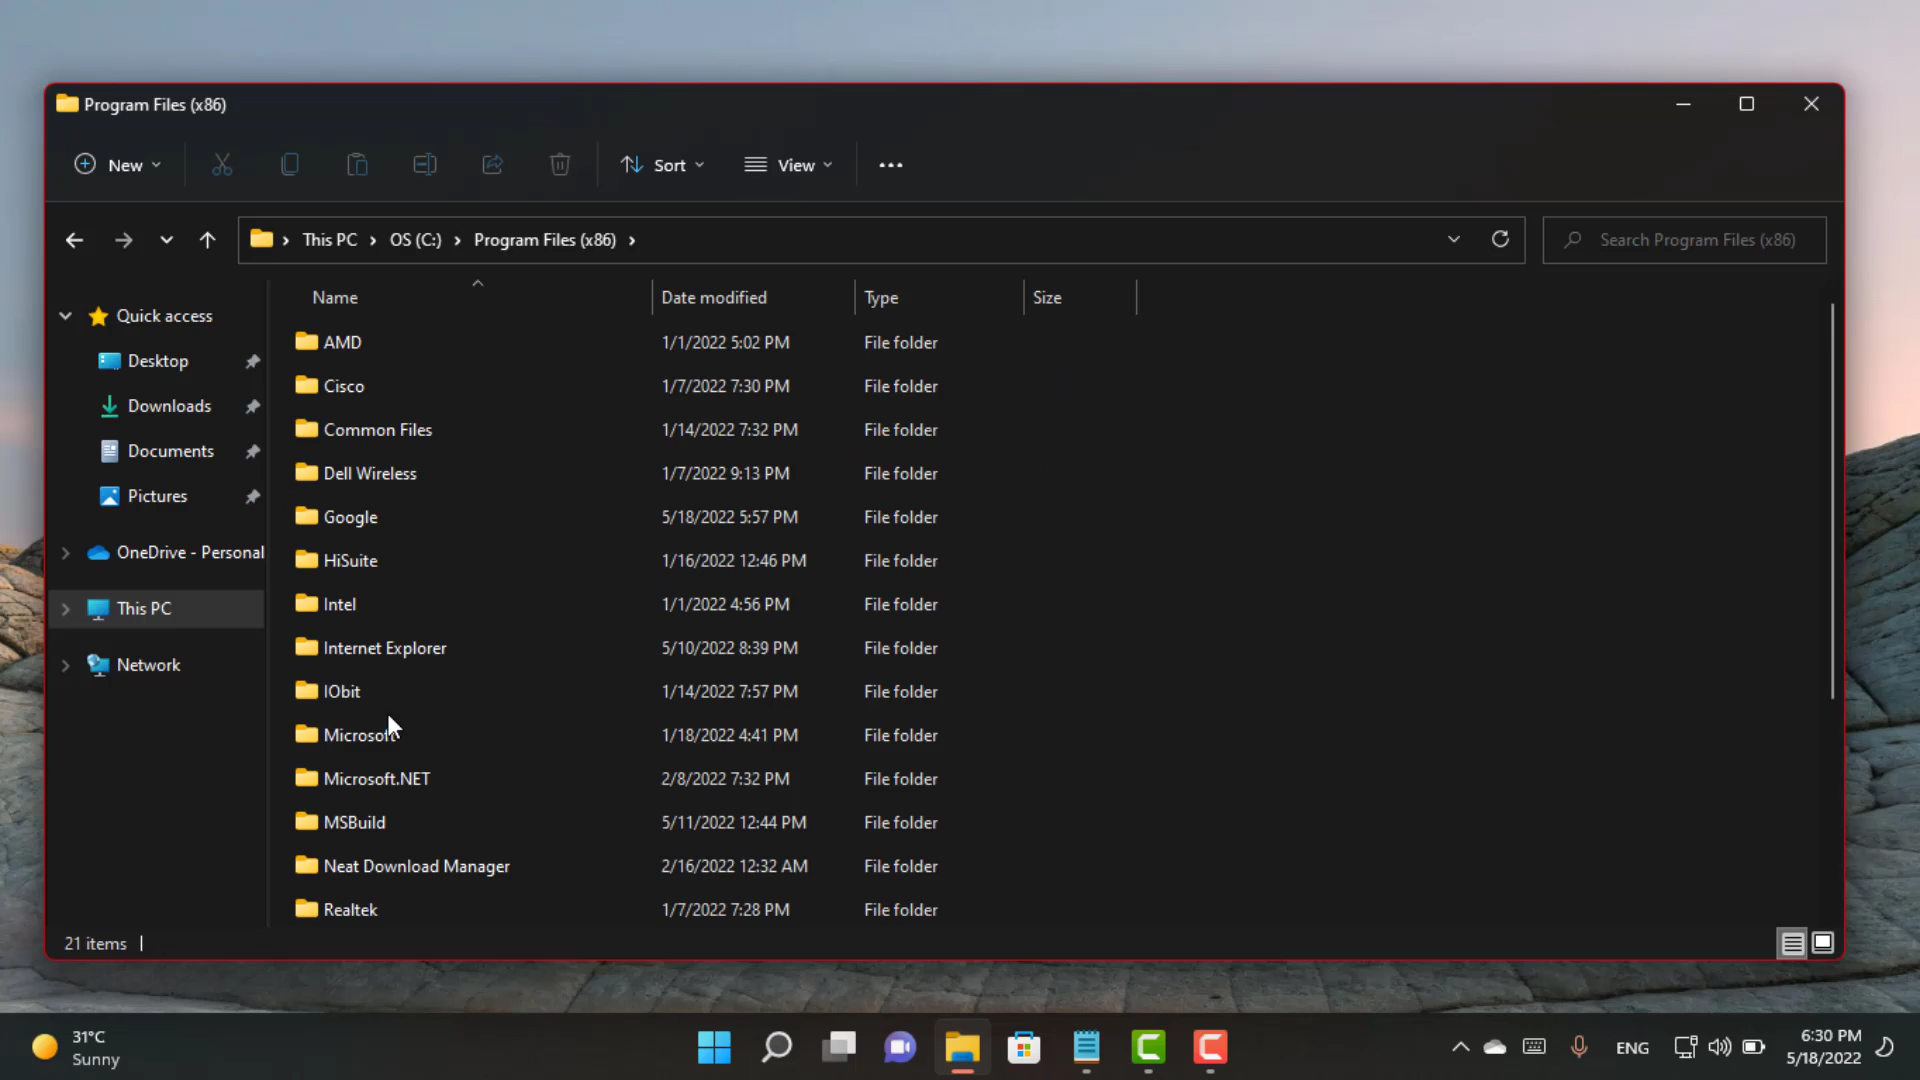 Program Files (x86)
New
Sort
View
This PC
OS (C:)
Program Files (x86)
Search Program Files (x86)
Name
Date modified
Type
Size
Quick access
Desktop
Downloads
Documents
Pictures
OneDrive - Personal
This PC
Network
AMD 1/1/2022 5:02 PM File folder
Cisco 1/7/2022 7:30 PM File folder
Common Files 1/14/2022 7:32 PM File folder
Dell Wireless 1/7/2022 9:13 PM File folder
Google 5/18/2022 5:57 PM File folder
HiSuite 1/16/2022 12:46 PM File folder
Intel 1/1/2022 4:56 PM File folder
Internet Explorer 5/10/2022 8:39 PM File folder
IObit 1/14/2022 7:57 PM File folder
Microsoft 1/18/2022 4:41 PM File folder
Microsoft.NET 2/8/2022 7:32 PM File folder
MSBuild 5/11/2022 12:44 PM File folder
Neat Download Manager 2/16/2022 12:32 AM File folder
Realtek 1/7/2022 7:28 PM File folder
21 items
31°C
Sunny
ENG
6:30 PM
5/18/2022